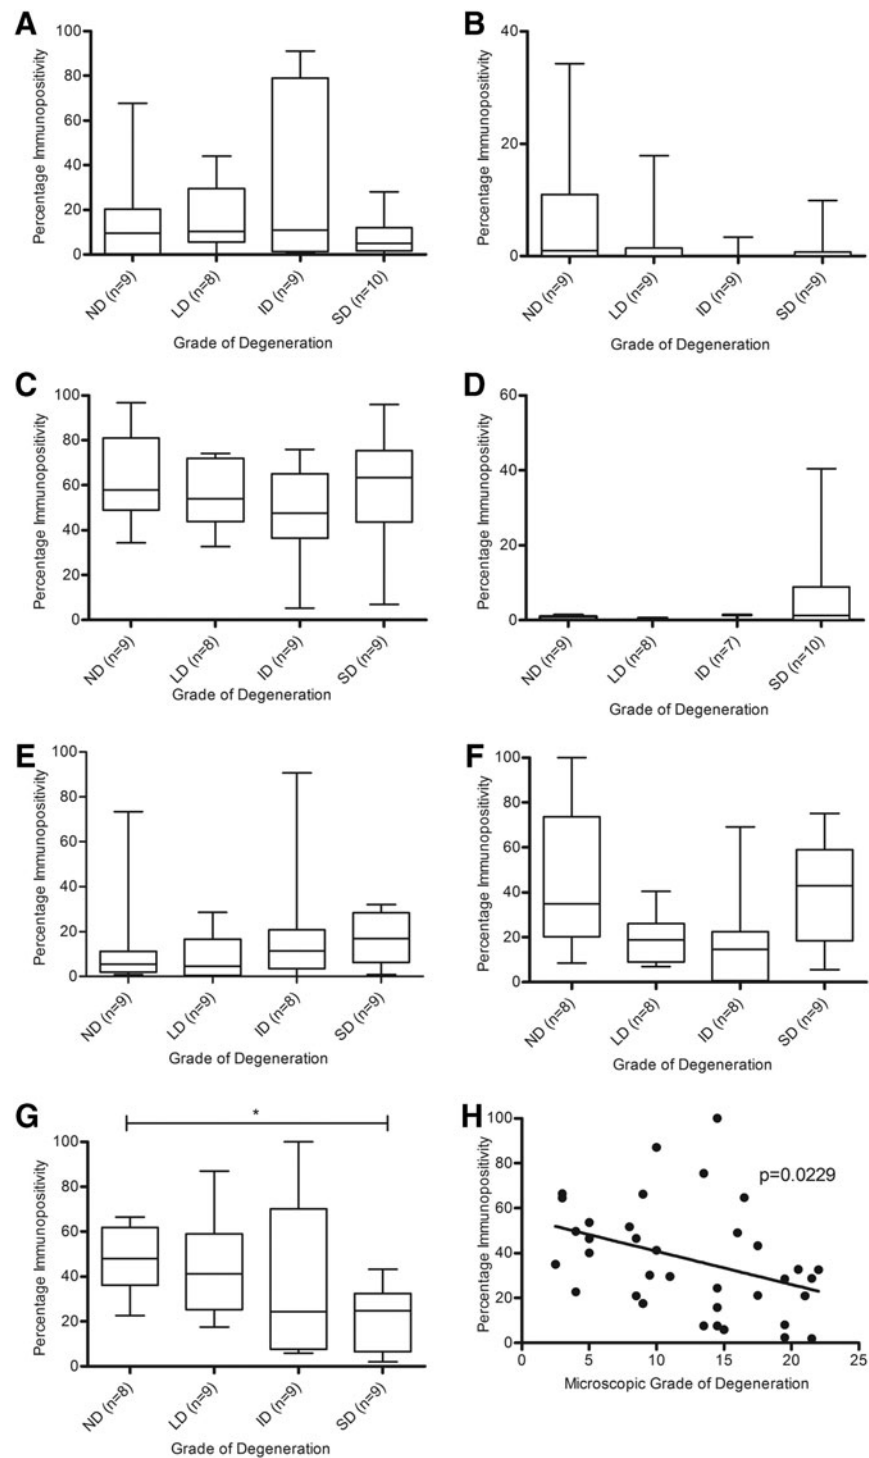 A
Percentage Immunopositivity
100
80
60
40
20
0
ND (n=9)
LD (n=8)
ID (n=9)
SD (n=10)
Grade of Degeneration
B
Percentage Immunopositivity
40
20
0
ND (n=9)
LD (n=9)
ID (n=9)
SD (n=9)
Grade of Degeneration
C
Percentage Immunopositivity
100
80
60
40
20
0
ND (n=9)
LD (n=8)
ID (n=9)
SD (n=9)
Grade of Degeneration
D
Percentage Immunopositivity
60
40
20
0
ND (n=9)
LD (n=8)
ID (n=7)
SD (n=10)
Grade of Degeneration
E
Percentage Immunopositivity
100
80
60
40
20
0
ND (n=9)
LD (n=9)
ID (n=8)
SD (n=9)
Grade of Degeneration
F
Percentage Immunopositivity
100
80
60
40
20
0
ND (n=8)
LD (n=8)
ID (n=8)
SD (n=9)
Grade of Degeneration
G
*
Percentage Immunopositivity
100
80
60
40
20
0
ND (n=8)
LD (n=9)
ID (n=9)
SD (n=9)
Grade of Degeneration
H
Percentage Immunopositivity
100
80
60
40
20
0
p=0.0229
0 5 10 15 20 25
Microscopic Grade of Degeneration